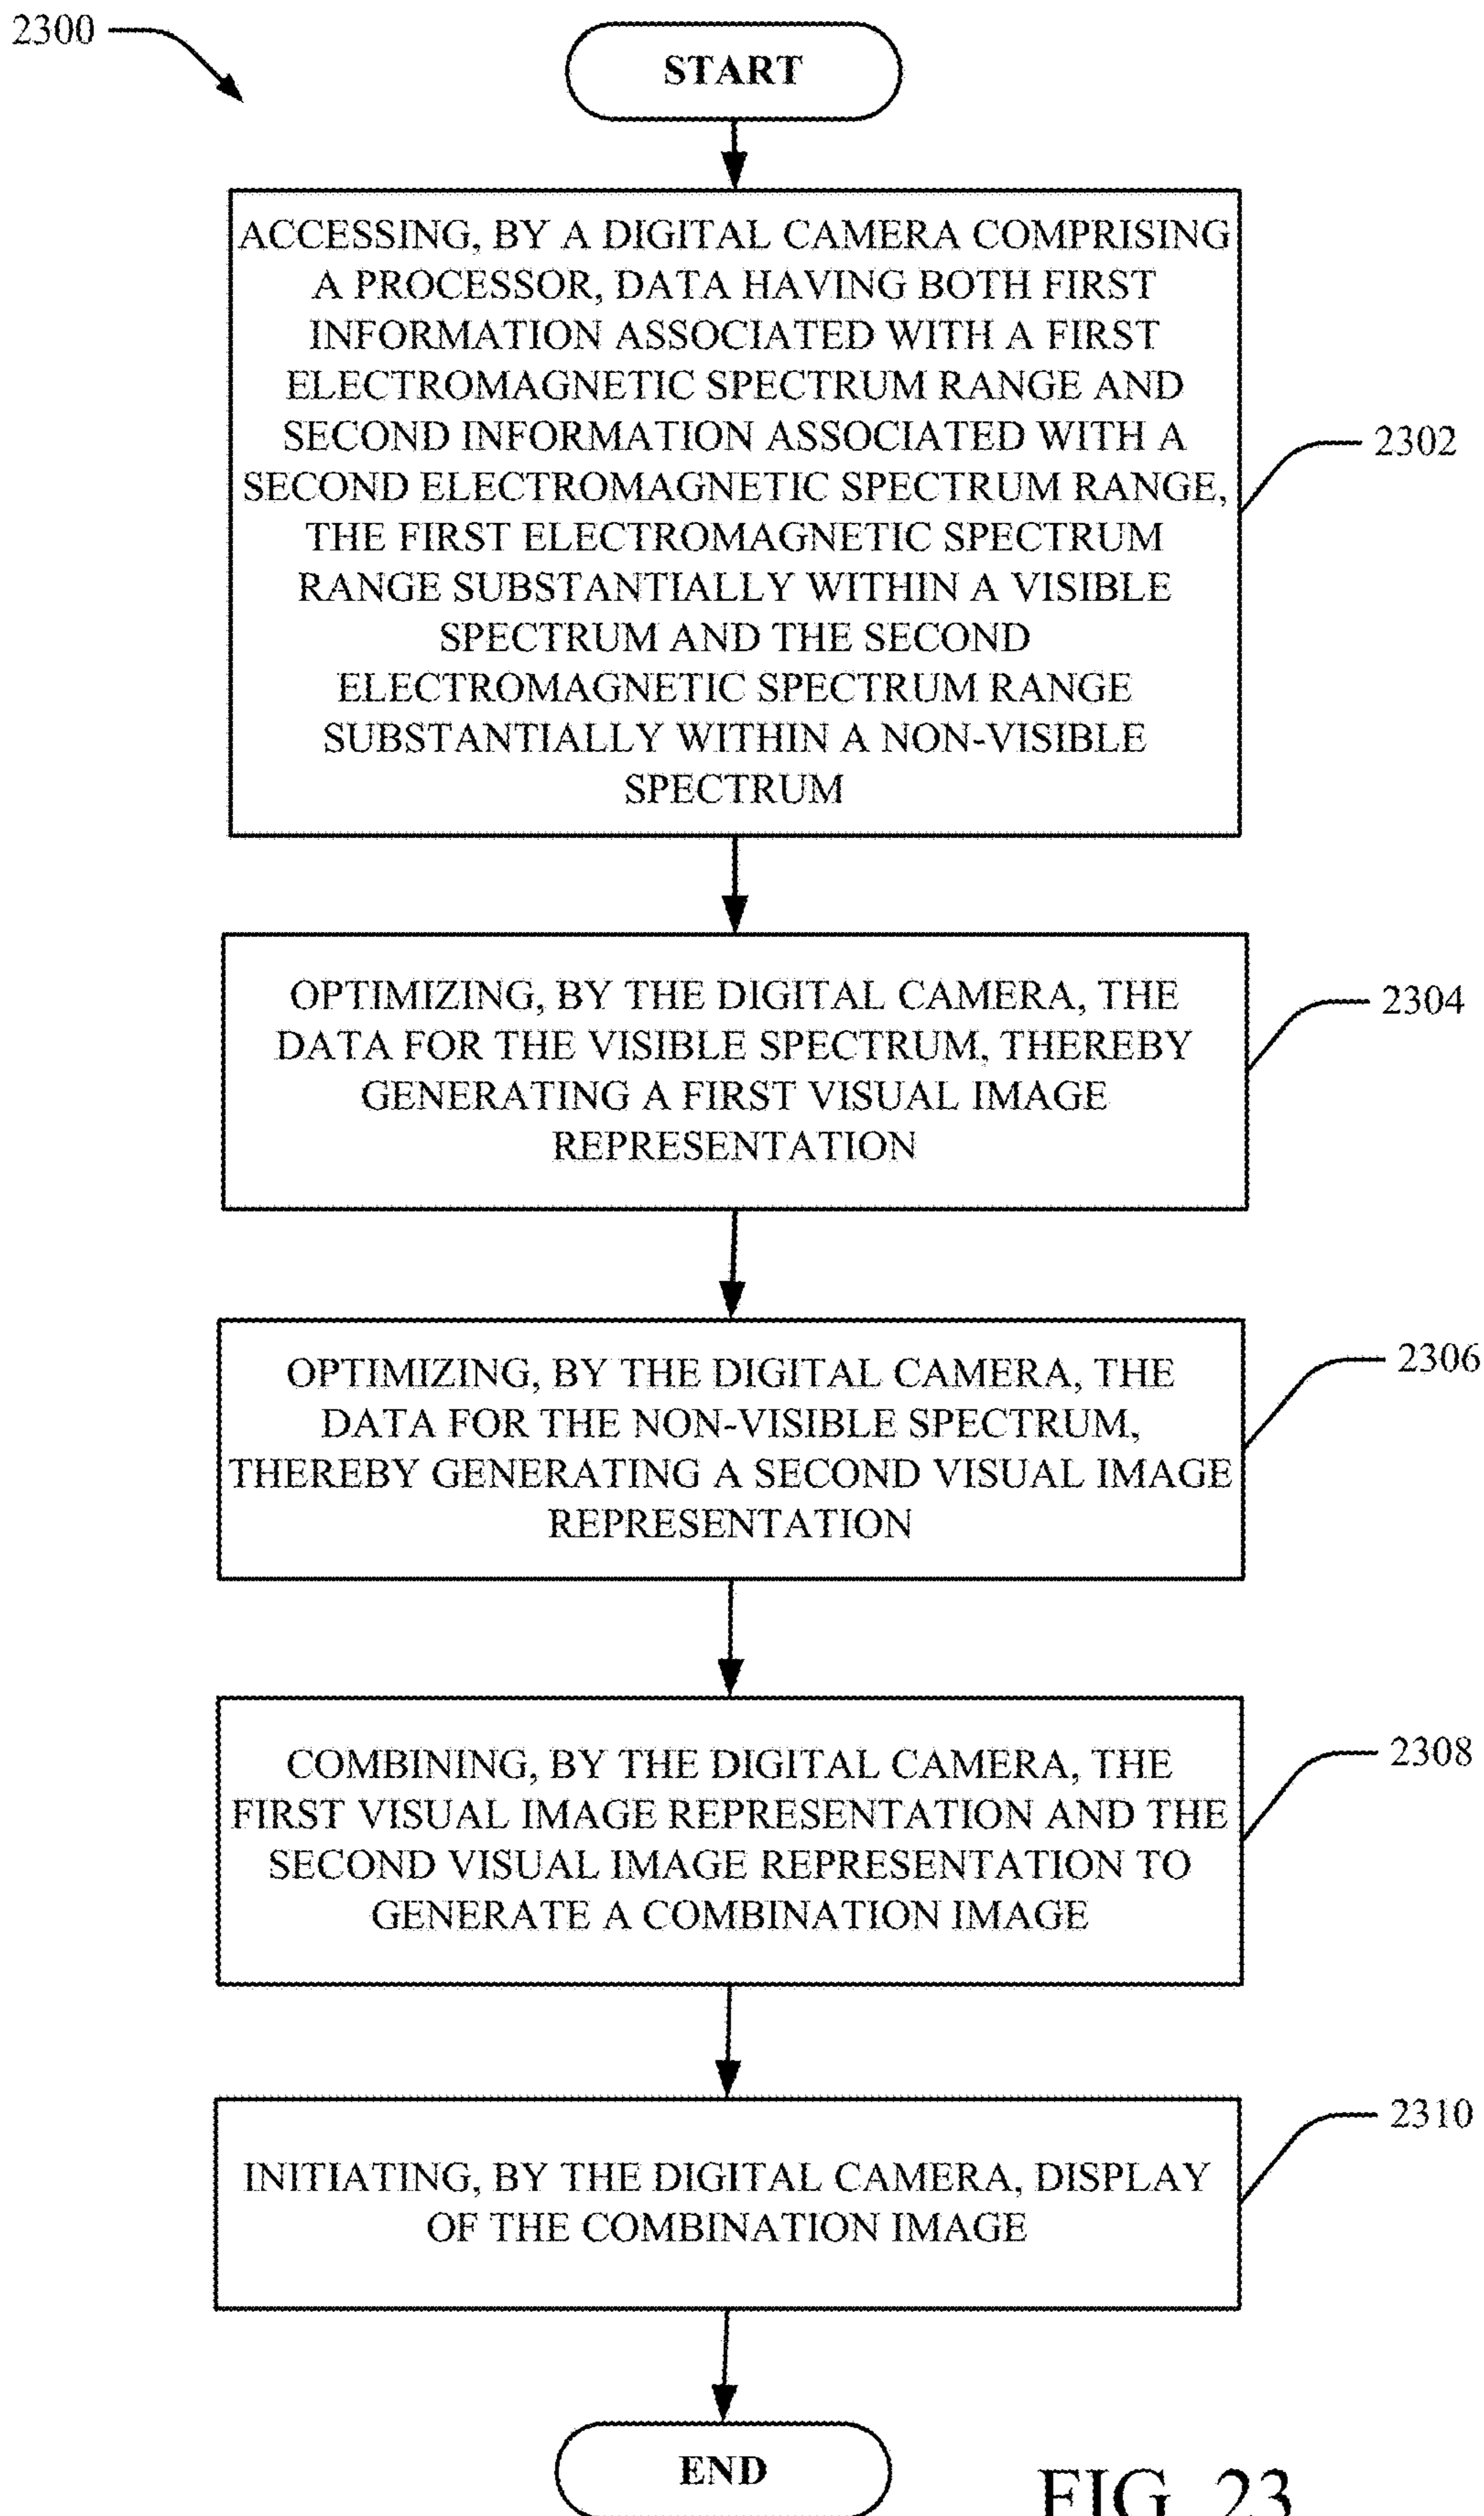 2300
START
ACCESSING, BY A DIGITAL CAMERA COMPRISING
A PROCESSOR, DATA HAVING BOTH FIRST
INFORMATION ASSOCIATED WITH A FIRST
ELECTROMAGNETIC SPECTRUM RANGE AND
SECOND INFORMATION ASSOCIATED WITH A
SECOND ELECTROMAGNETIC SPECTRUM RANGE,
THE FIRST ELECTROMAGNETIC SPECTRUM
RANGE SUBSTANTIALLY WITHIN A VISIBLE
SPECTRUM AND THE SECOND
ELECTROMAGNETIC SPECTRUM RANGE
SUBSTANTIALLY WITHIN A NON-VISIBLE
SPECTRUM
2302
OPTIMIZING, BY THE DIGITAL CAMERA, THE
DATA FOR THE VISIBLE SPECTRUM, THEREBY
GENERATING A FIRST VISUAL IMAGE
REPRESENTATION
2304
OPTIMIZING, BY THE DIGITAL CAMERA, THE
DATA FOR THE NON-VISIBLE SPECTRUM,
THEREBY GENERATING A SECOND VISUAL IMAGE
REPRESENTATION
2306
COMBINING, BY THE DIGITAL CAMERA, THE
FIRST VISUAL IMAGE REPRESENTATION AND THE
SECOND VISUAL IMAGE REPRESENTATION TO
GENERATE A COMBINATION IMAGE
2308
INITIATING, BY THE DIGITAL CAMERA, DISPLAY
OF THE COMBINATION IMAGE
2310
END
FIG. 23